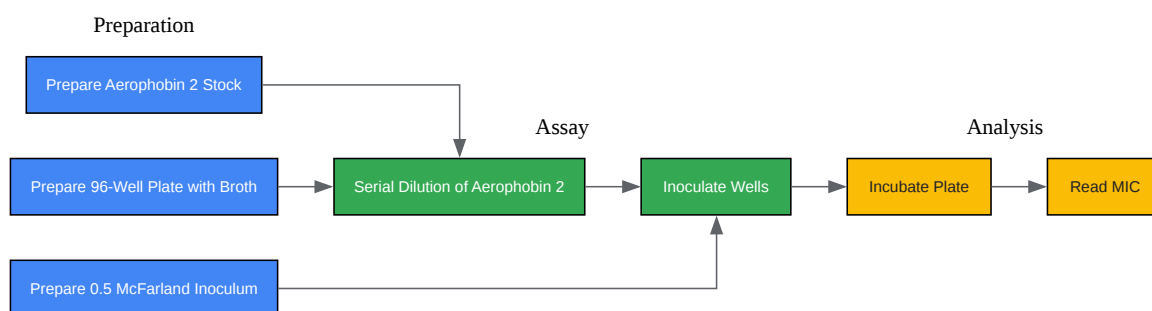 Preparation
Prepare Aerophobin 2 Stock
Assay
Analysis
Prepare 96-Well Plate with Broth
Serial Dilution of Aerophobin 2
Inoculate Wells
Incubate Plate
Read MIC
Prepare 0.5 McFarland Inoculum